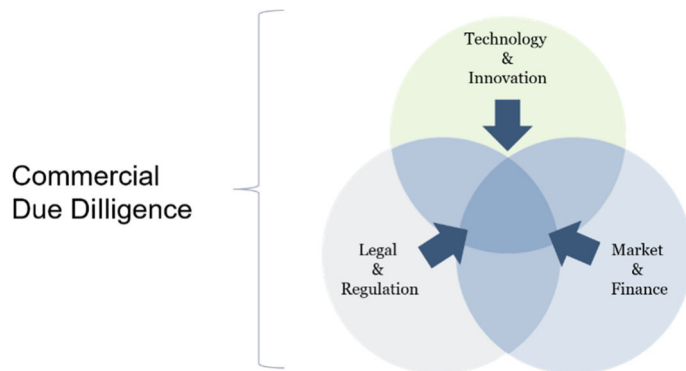 Commercial
Due Dilligence
Technology
&
Innovation
Legal
&
Regulation
Market
&
Finance